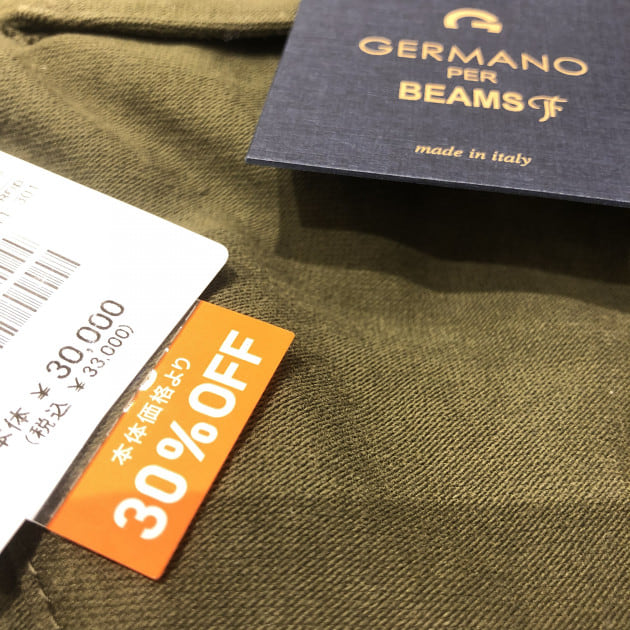 GERMANO
PER
BEAMS F
made in italy
本体 ¥ 30,000
(税込 ¥ 33,000)
本体価格より
30%OFF